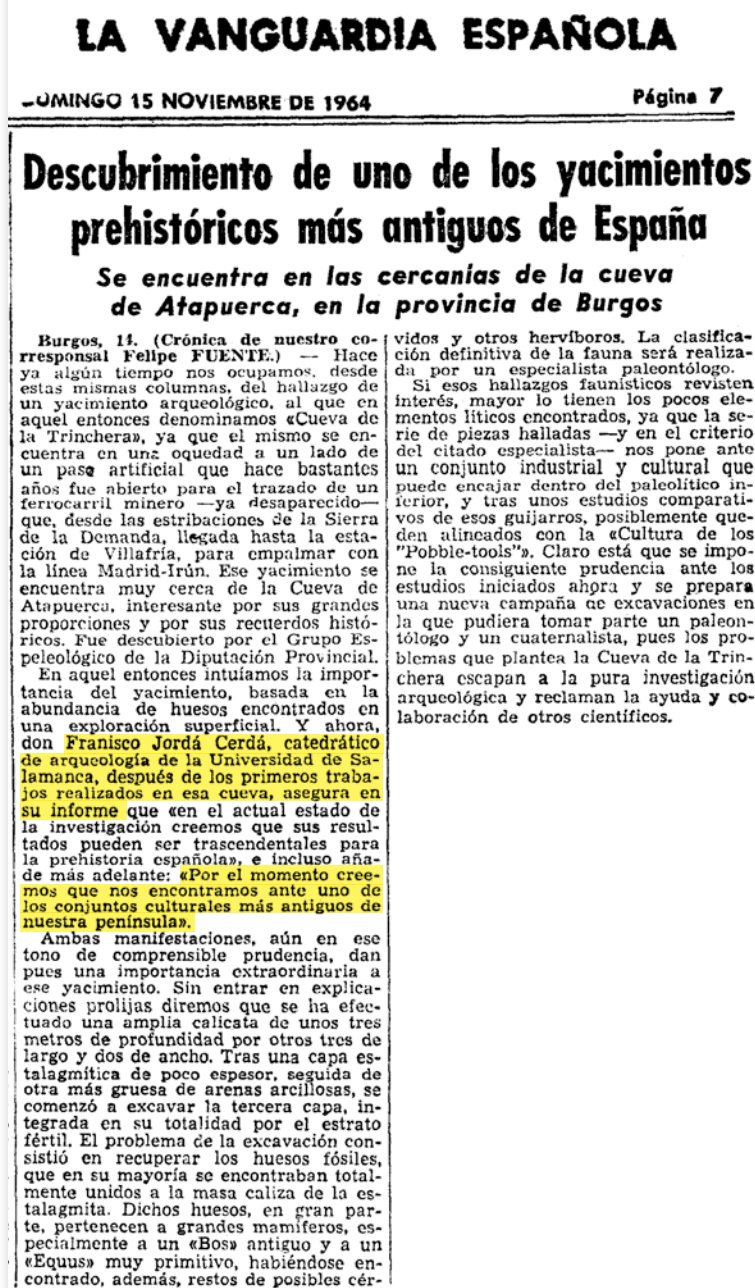 LA VANGUARDIA ESPAÑOLA
DOMINGO 15 NOVIEMBRE DE 1964
Página 7
Descubrimiento de uno de los yacimientos
prehistóricos más antiguos de España
Se encuentra en las cercanías de la cueva
de Atapuerca, en la provincia de Burgos
Burgos, 14. (Crónica de nuestro co-
rresponsal Felipe FUENTE.) — Hace
ya algún tiempo nos ocupamos, desde
estas mismas columnas, del hallazgo de
un yacimiento arqueológico, al que en
aquel entonces denominamos «Cueva de
la Trinchera», ya que el mismo se en-
cuentra en una oquedad a un lado de
un paso artificial que hace bastantes
años fue abierto para el trazado de un
ferrocarril minero —ya desaparecido—
que, desde las estribaciones de la Sierra
de la Demanda, llegada hasta la esta-
ción de Villafría, para empalmar con
la línea Madrid-Irún. Ese yacimiento se
encuentra muy cerca de la Cueva de
Atapuerca, interesante por sus grandes
proporciones y por sus recuerdos histó-
ricos. Fue descubierto por el Grupo Es-
peleológico de la Diputación Provincial.
En aquel entonces intuíamos la impor-
tancia del yacimiento, basada en la
abundancia de huesos encontrados en
una exploración superficial. Y ahora,
don Franisco Jordá Cerdá, catedrático
de arqueología de la Universidad de Sa-
lamanca, después de los primeros traba-
jos realizados en esa cueva, asegura en
su informe que «en el actual estado de
la investigación creemos que sus resul-
tados pueden ser trascendentales para
la prehistoria española», e incluso aña-
de más adelante: «Por el momento cree-
mos que nos encontramos ante uno de
los conjuntos culturales más antiguos de
nuestra península».
Ambas manifestaciones, aún en ese
tono de comprensible prudencia, dan
pues una importancia extraordinaria a
ese yacimiento. Sin entrar en explica-
ciones prolijas diremos que se ha efec-
tuado una amplia calicata de unos tres
metros de profundidad por otros tres de
largo y dos de ancho. Tras una capa es-
talagmítica de poco espesor, seguida de
otra más gruesa de arenas arcillosas, se
comenzó a excavar la tercera capa, in-
tegrada en su totalidad por el estrato
fértil. El problema de la excavación con-
sistió en recuperar los huesos fósiles,
que en su mayoría se encontraban total-
mente unidos a la masa caliza de la es-
talagmita. Dichos huesos, en gran par-
te, pertenecen a grandes mamíferos, es-
pecialmente a un «Bos» antiguo y a un
«Equus» muy primitivo, habiéndose en-
contrado, además, restos de posibles cér-
vidos y otros hervíboros. La clasifica-
ción definitiva de la fauna será realiza-
da por un especialista paleontólogo.
Si esos hallazgos faunísticos revisten
interés, mayor lo tienen los pocos ele-
mentos líticos encontrados, ya que la se-
rie de piezas halladas —y en el criterio
del citado especialista— nos pone ante
un conjunto industrial y cultural que
puede encajar dentro del paleolítico in-
ferior, y tras unos estudios comparati-
vos de esos guijarros, posiblemente que-
den alineados con la «Cultura de los
"Pobble-tools"». Claro está que se impo-
ne la consiguiente prudencia ante los
estudios iniciados ahora y se prepara
una nueva campaña de excavaciones en
la que pudiera tomar parte un paleon-
tólogo y un cuaternalista, pues los pro-
blemas que plantea la Cueva de la Trin-
chera escapan a la pura investigación
arqueológica y reclaman la ayuda y co-
laboración de otros científicos.